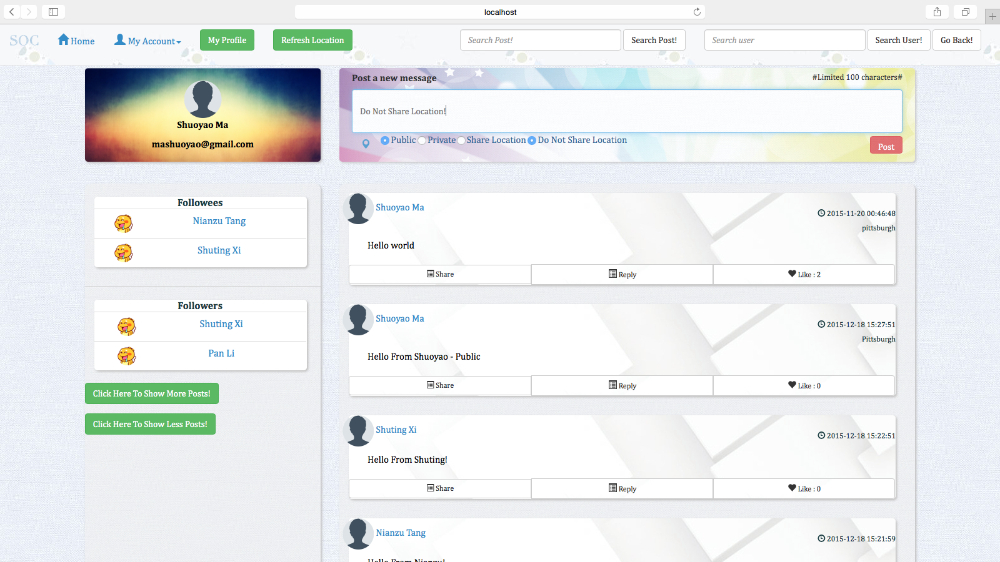 localhost
SOC Home My Account My Profile Refresh Location Search Post! Search Post! Search user Search User! Go Back!
Shuoyao Ma
mashuoyao@gmail.com
Post a new message #Limited 100 characters#
Do Not Share Location!
Public Private Share Location Do Not Share Location Post
Followees
Nianzu Tang
Shuting Xi
Followers
Shuting Xi
Pan Li
Click Here To Show More Posts!
Click Here To Show Less Posts!
Shuoyao Ma
2015-11-20 00:46:48
pittsburgh
Hello world
Share Reply Like : 2
Shuoyao Ma
2015-12-18 15:27:51
Pittsburgh
Hello From Shuoyao - Public
Share Reply Like : 0
Shuting Xi
2015-12-18 15:22:51
Hello From Shuting!
Share Reply Like : 0
Nianzu Tang
2015-12-18 15:21:59
Hello From Nianzu!